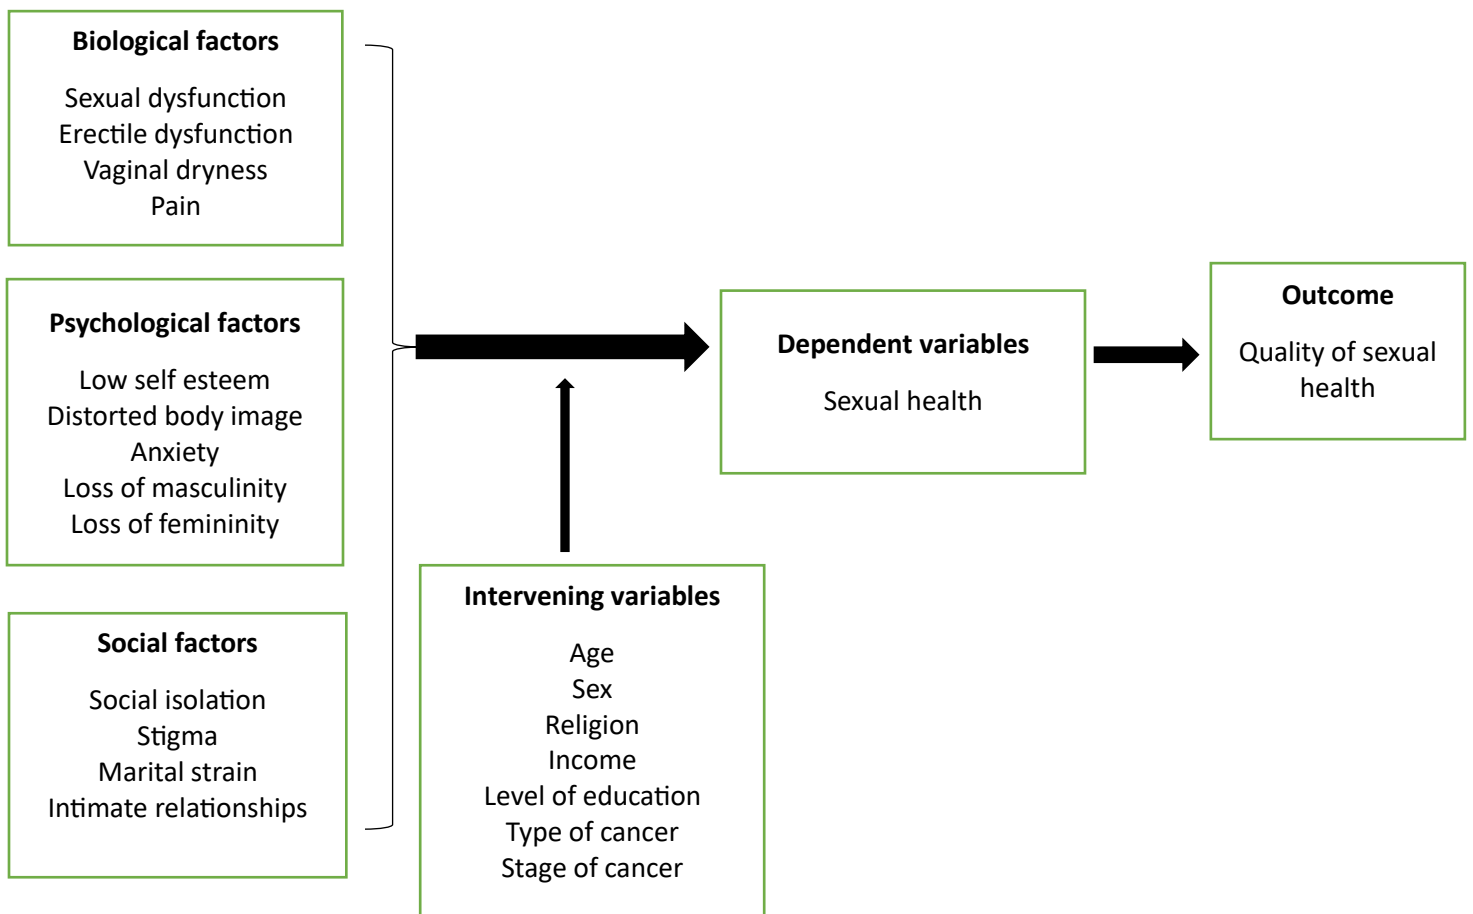 Biological factors
Sexual dysfunction
Erectile dysfunction
Vaginal dryness
Pain
Psychological factors
Low self esteem
Distorted body image
Anxiety
Loss of masculinity
Loss of femininity
Social factors
Social isolation
Stigma
Marital strain
Intimate relationships
Intervening variables
Age
Sex
Religion
Income
Level of education
Type of cancer
Stage of cancer
Dependent variables
Sexual health
Outcome
Quality of sexual
health